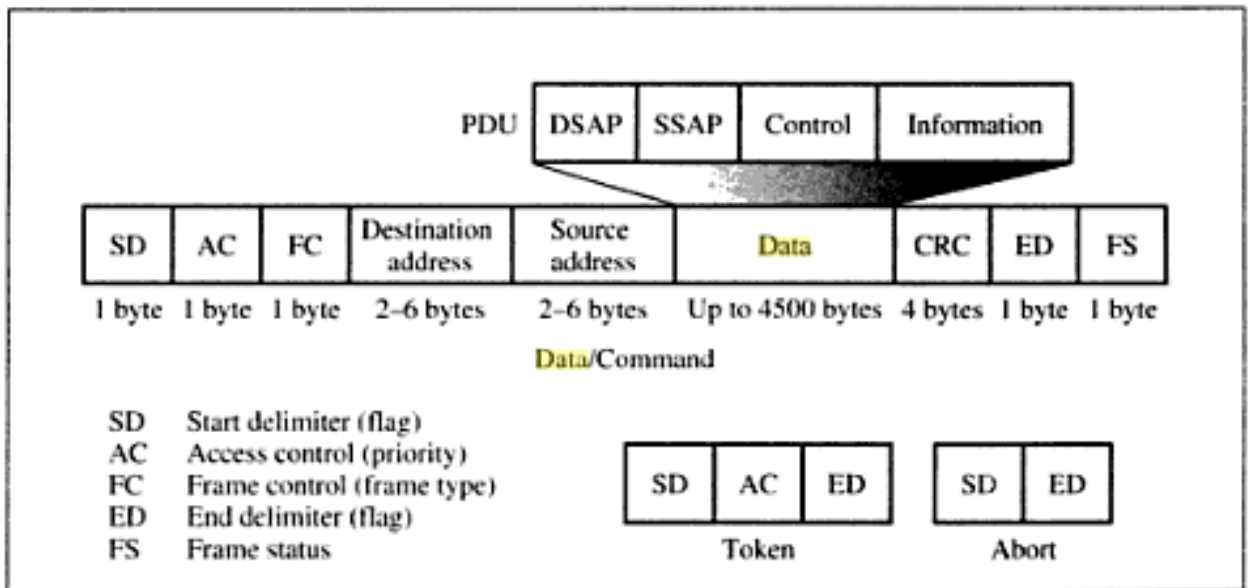 PDU DSAP SSAP Control Information
SD AC FC Destination address Source address Data CRC ED FS
1 byte 1 byte 1 byte 2–6 bytes 2–6 bytes Up to 4500 bytes 4 bytes 1 byte 1 byte
Data/Command
SD Start delimiter (flag)
AC Access control (priority)
FC Frame control (frame type)
ED End delimiter (flag)
FS Frame status
SD AC ED
Token
SD ED
Abort